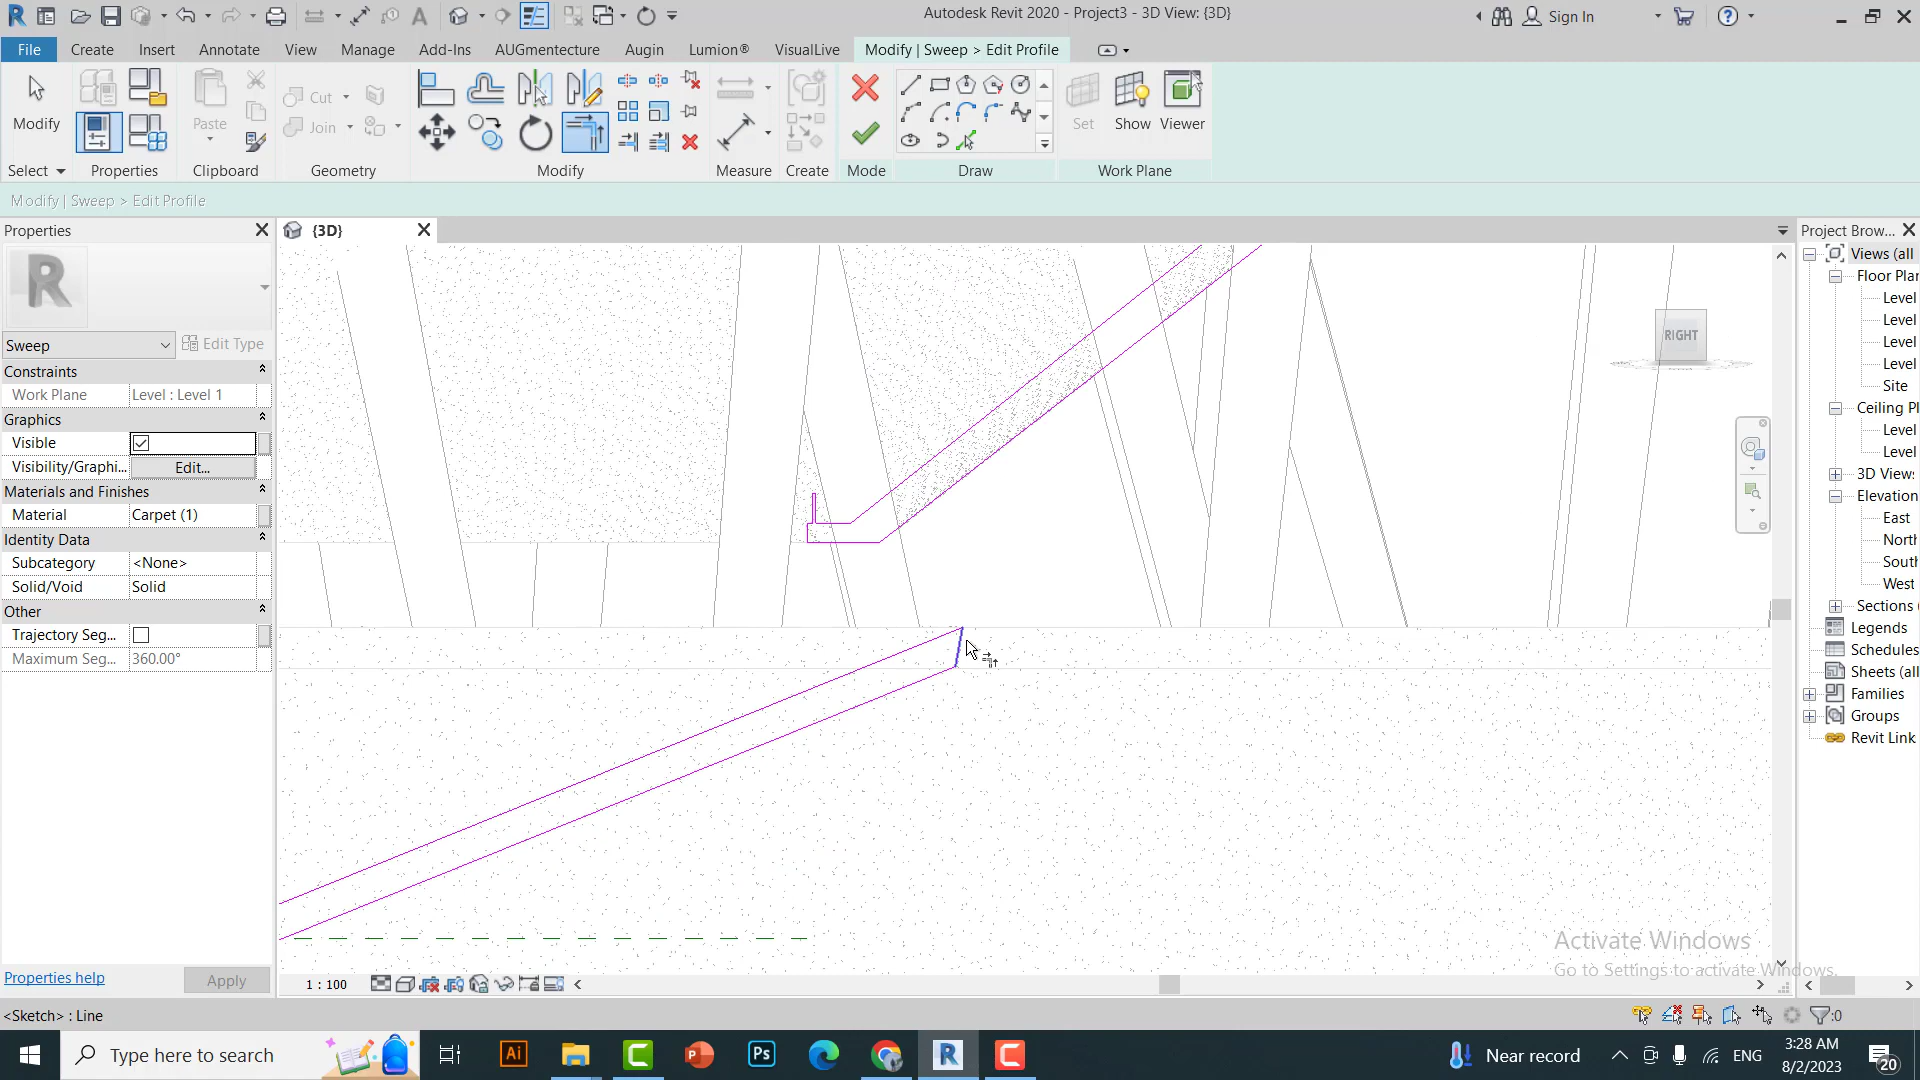 Autodesk Revit 2020 - Project3 - 3D View: {3D}
Sign In
File
Create
Insert
Annotate
View
Manage
Add-Ins
AUGmentecture
Augin
Lumion®
VisualLive
Modify | Sweep > Edit Profile
Modify
Paste
Cut
Join
Set
Show
Viewer
Select
Properties
Clipboard
Geometry
Modify
Measure
Create
Mode
Draw
Work Plane
Modify | Sweep > Edit Profile
Properties
{3D}
Project Brow...
Sweep
Edit Type
Constraints
Work Plane
Level : Level 1
Graphics
Visible
Visibility/Graphi...
Edit...
Materials and Finishes
Material
Carpet (1)
Identity Data
Subcategory
<None>
Solid/Void
Solid
Other
Trajectory Seg...
Maximum Seg...
360.00°
Properties help
Apply
RIGHT
Views (all
Floor Plan
Level
Level
Level
Level
Site
Ceiling Pl
Level
Level
3D Views
Elevation
East
North
South
West
Sections
Legends
Schedules
Sheets (all
Families
Groups
Revit Link
1 : 100
Activate Windows
Go to Settings to activate Windows.
<Sketch> : Line
:0
Type here to search
Near record
ENG
3:28 AM
8/2/2023
20